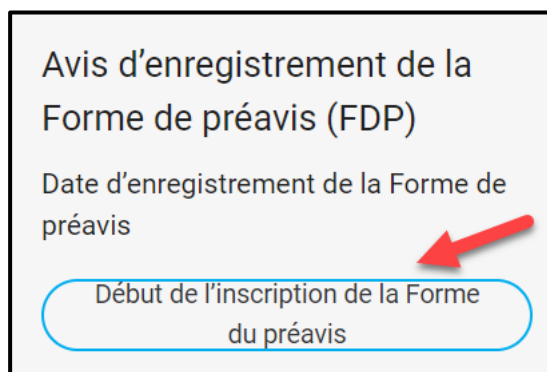 Avis d’enregistrement de la
Forme de préavis (FDP)
Date d’enregistrement de la Forme de
préavis
Début de l’inscription de la Forme
du préavis